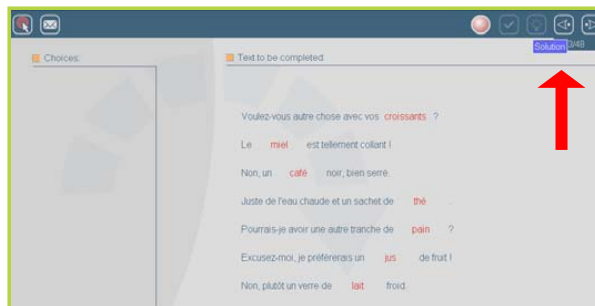 Solution
3/48
Choices:
Text to be completed:
Voulez-vous autre chose avec vos croissants ?
Le miel est tellement collant !
Non, un café noir, bien serré.
Juste de l'eau chaude et un sachet de thé .
Pourrais-je avoir une autre tranche de pain ?
Excusez-moi, je préférerais un jus de fruit !
Non, plutôt un verre de lait froid.